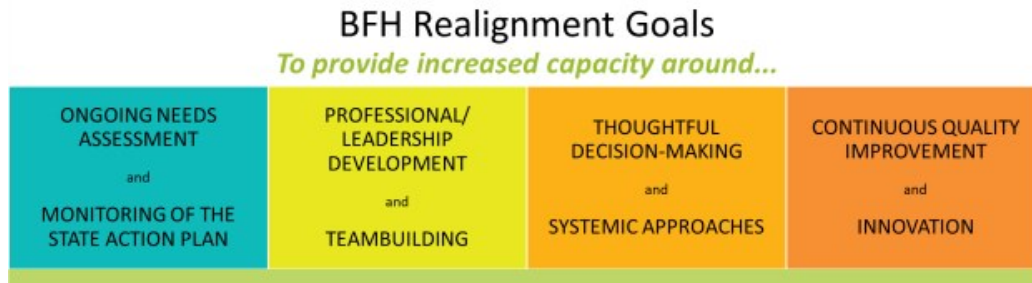 BFH Realignment Goals
To provide increased capacity around...
ONGOING NEEDS
ASSESSMENT
and
MONITORING OF THE
STATE ACTION PLAN
PROFESSIONAL/
LEADERSHIP
DEVELOPMENT
and
TEAMBUILDING
THOUGHTFUL
DECISION-MAKING
and
SYSTEMIC APPROACHES
CONTINUOUS QUALITY
IMPROVEMENT
and
INNOVATION